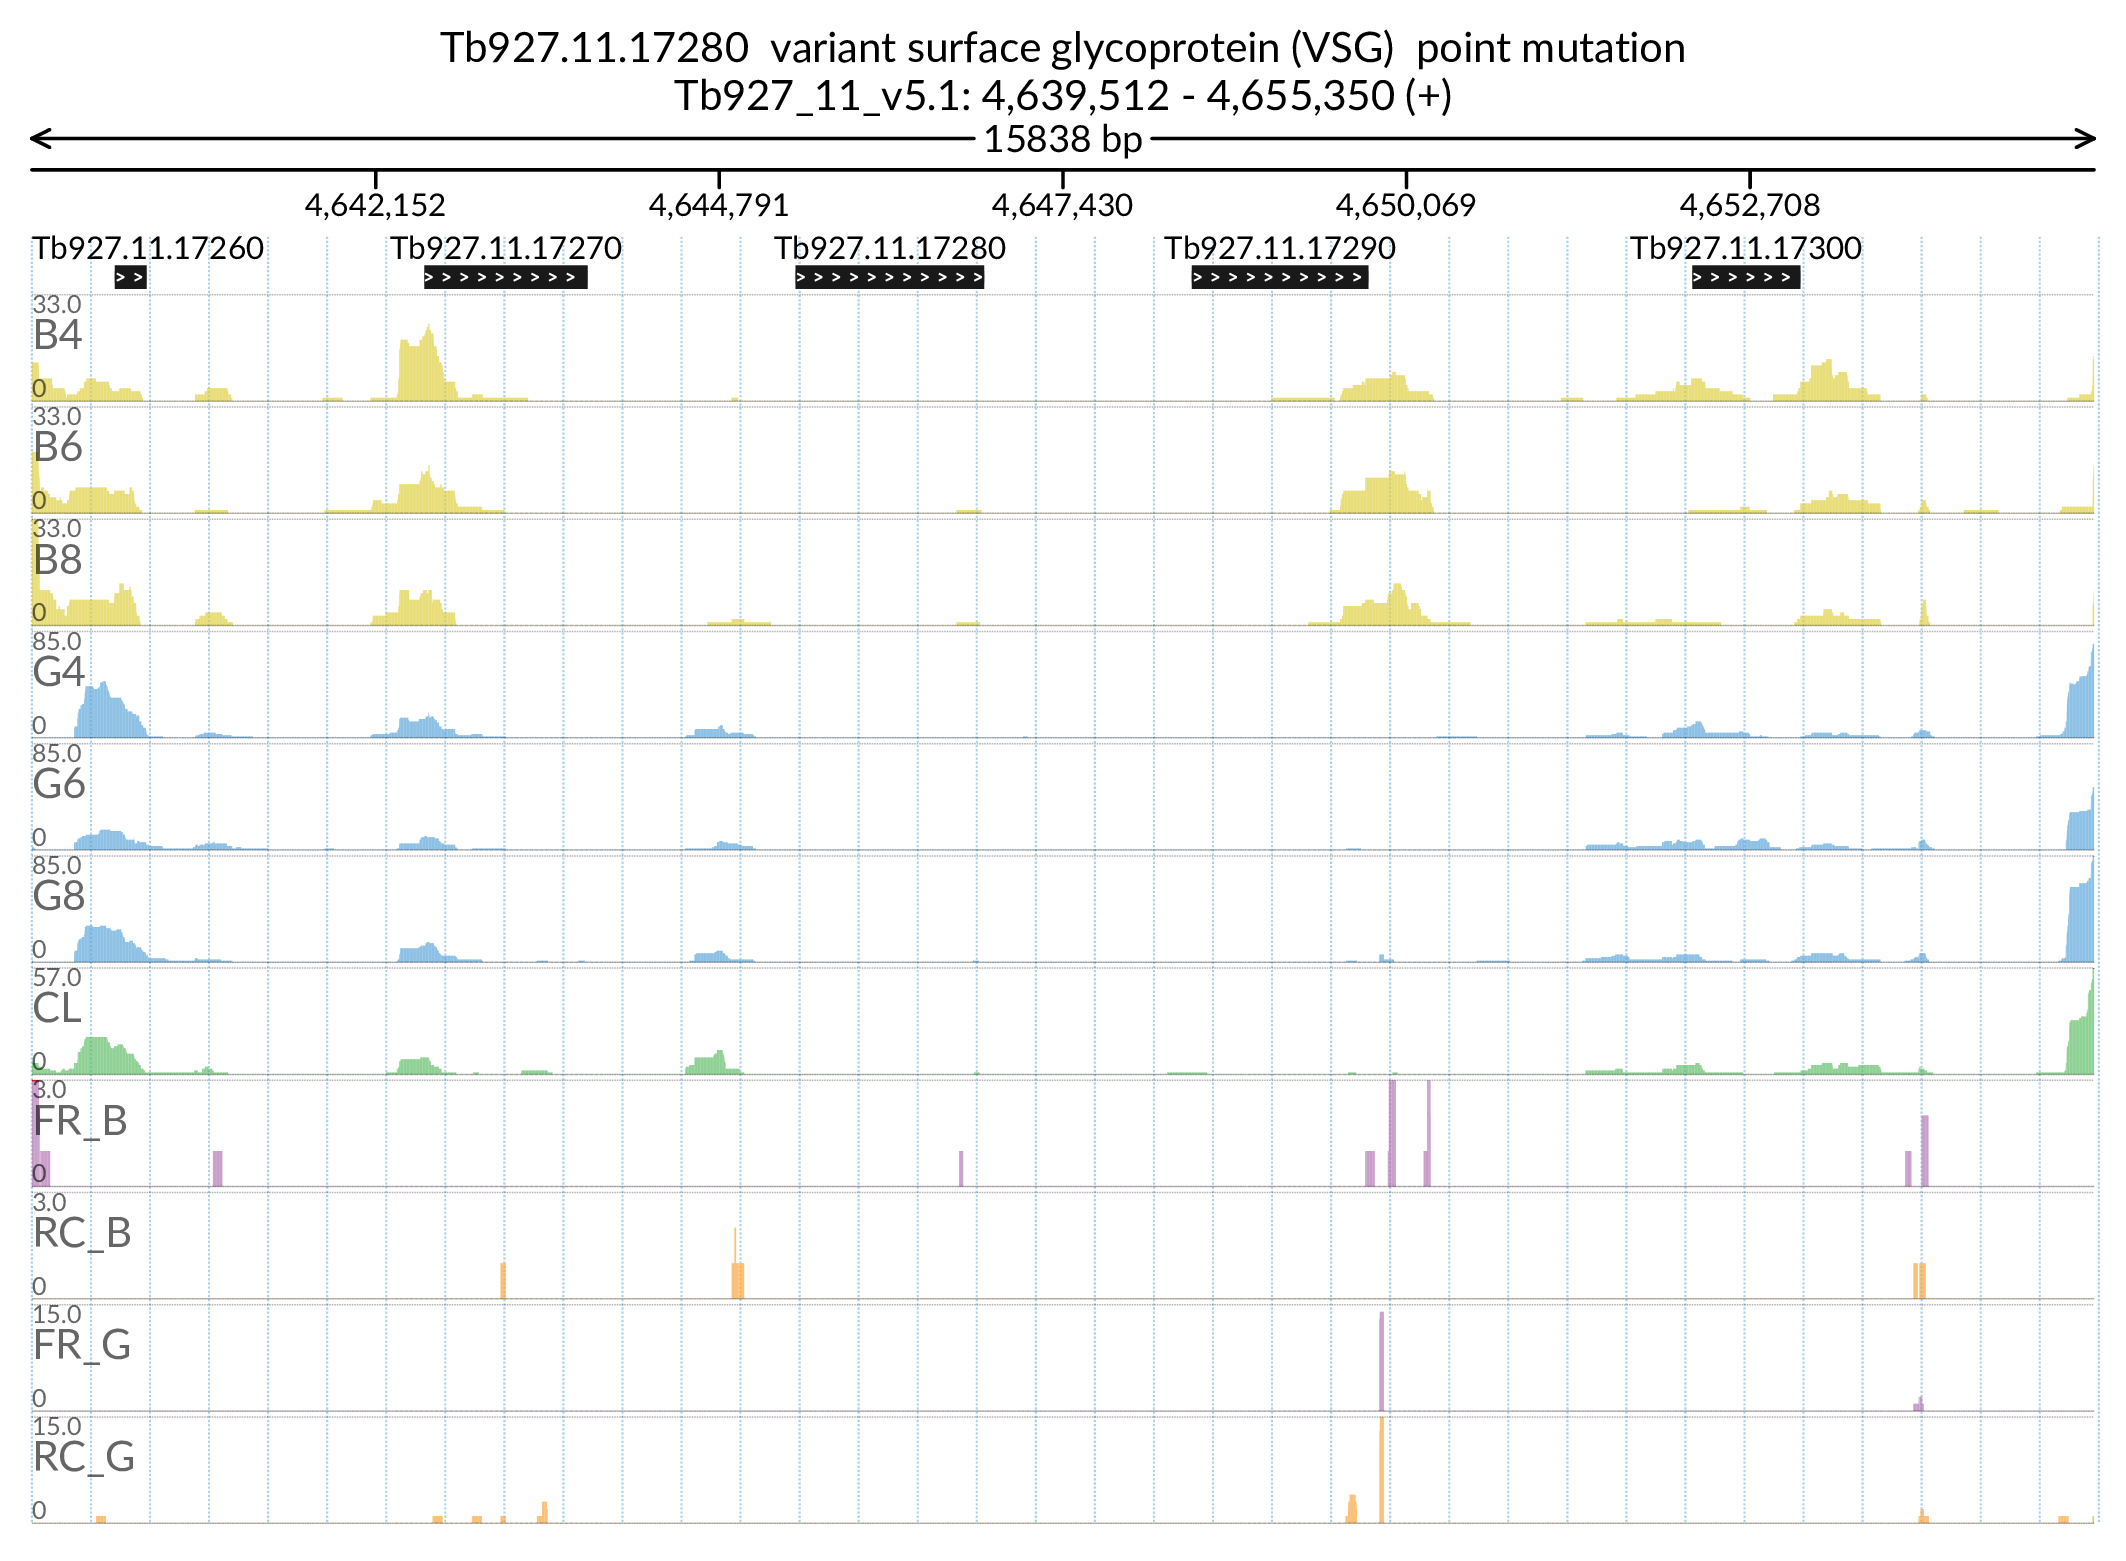 Tb927.11.17280  variant surface glycoprotein (VSG)  point mutation
Tb927_11_v5.1: 4,639,512 - 4,655,350 (+)
15838 bp
4,642,152 4,644,791 4,647,430 4,650,069 4,652,708
Tb927.11.17260 Tb927.11.17270 Tb927.11.17280 Tb927.11.17290 Tb927.11.17300
33.0
B4
0
33.0
B6
0
33.0
B8
0
85.0
G4
0
85.0
G6
0
85.0
G8
0
57.0
CL
0
3.0
FR_B
0
3.0
RC_B
0
15.0
FR_G
0
15.0
RC_G
0